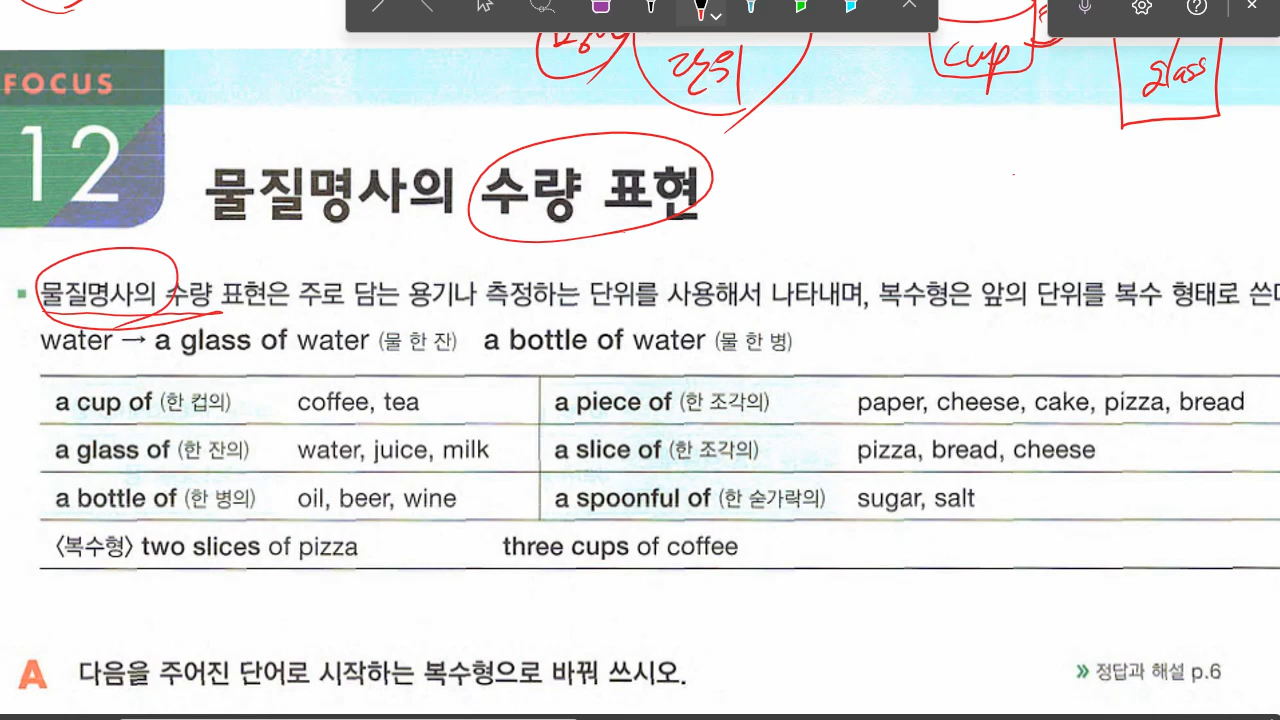 단위
cup
glass
FOCUS
12
물질명사의 수량 표현
물질명사의 수량 표현은 주로 담는 용기나 측정하는 단위를 사용해서 나타내며, 복수형은 앞의 단위를 복수 형태로 쓴
water → a glass of water (물 한 잔) a bottle of water (물 한 병)
a cup of (한 컵의) coffee, tea a piece of (한 조각의) paper, cheese, cake, pizza, bread
a glass of (한 잔의) water, juice, milk a slice of (한 조각의) pizza, bread, cheese
a bottle of (한 병의) oil, beer, wine a spoonful of (한 숟가락의) sugar, salt
〈복수형〉 two slices of pizza three cups of coffee
A 다음을 주어진 단어로 시작하는 복수형으로 바꿔 쓰시오.
» 정답과 해설 p.6